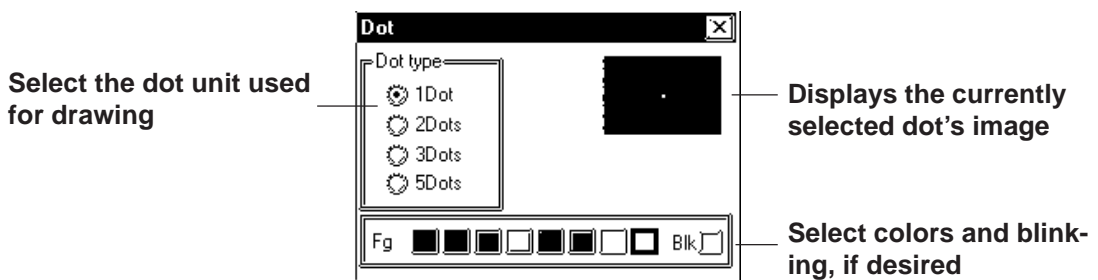 Dot
Select the dot unit used
for drawing
Dot type
1Dot
2Dots
3Dots
5Dots
Displays the currently
selected dot's image
Fg
Blk
Select colors and blink-
ing, if desired